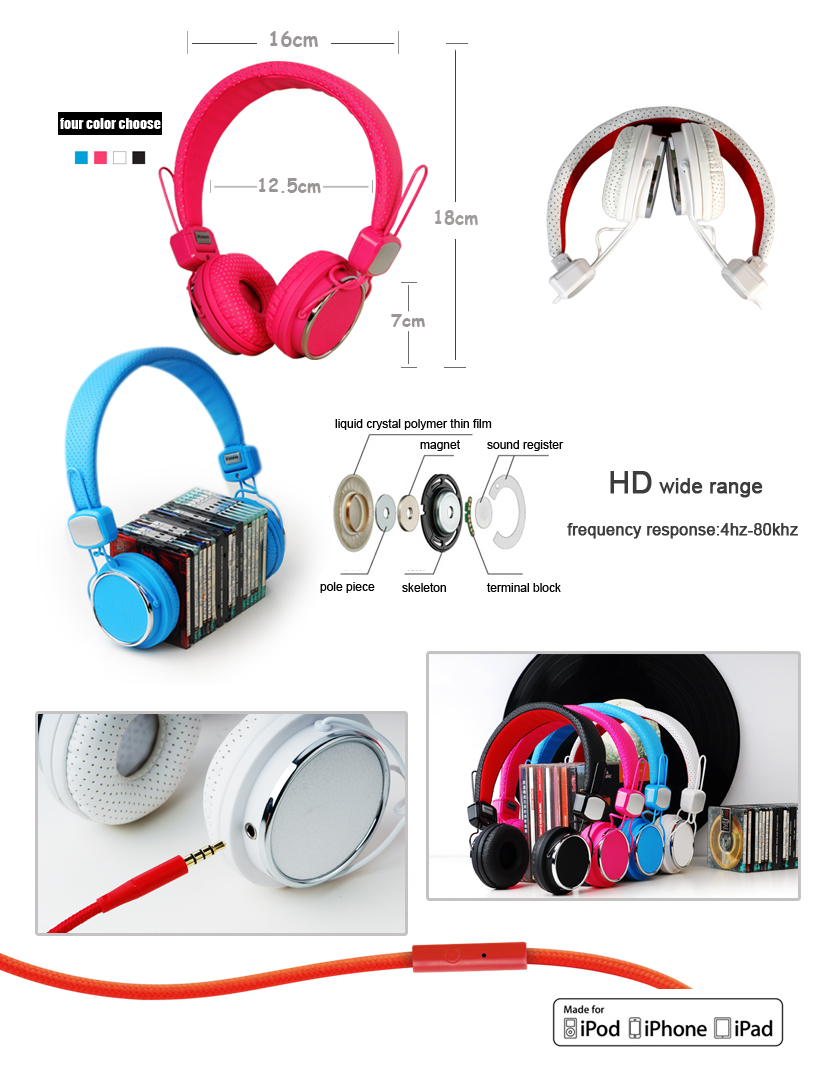 16cm
four color choose
12.5cm
18cm
7cm
liquid crystal polymer thin film
magnet
sound register
pole piece
skeleton
terminal block
HD wide range
frequency response:4hz-80khz
Made for
iPod iPhone iPad